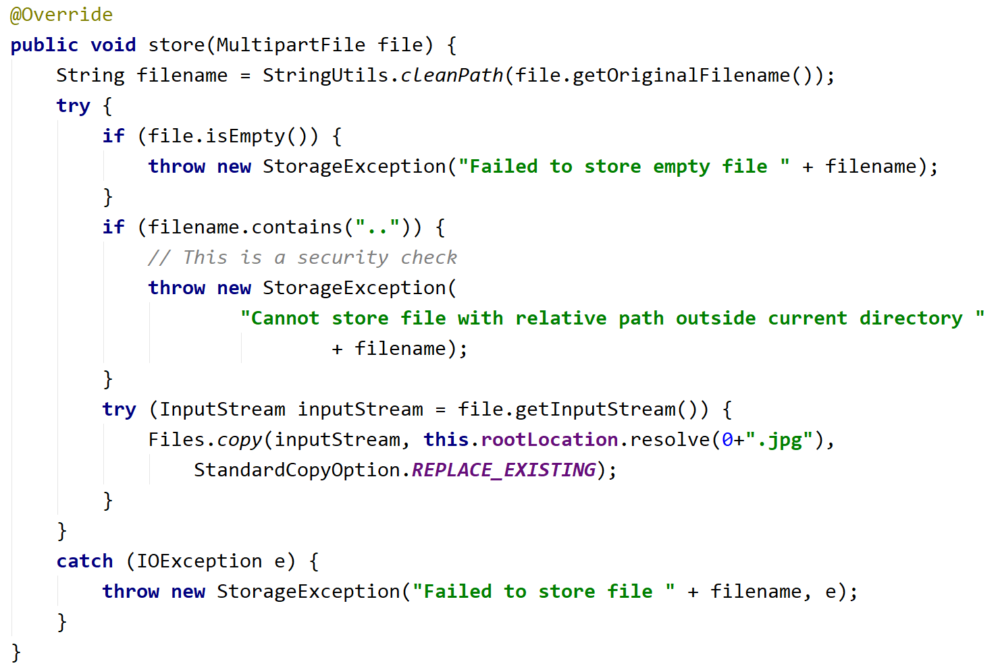 @Override
public void store(MultipartFile file) {
    String filename = StringUtils.cleanPath(file.getOriginalFilename());
    try {
        if (file.isEmpty()) {
            throw new StorageException("Failed to store empty file " + filename);
        }
        if (filename.contains("..")) {
            // This is a security check
            throw new StorageException(
                    "Cannot store file with relative path outside current directory "
                            + filename);
        }
        try (InputStream inputStream = file.getInputStream()) {
            Files.copy(inputStream, this.rootLocation.resolve(0+".jpg"),
                StandardCopyOption.REPLACE_EXISTING);
        }
    }
    catch (IOException e) {
        throw new StorageException("Failed to store file " + filename, e);
    }
}